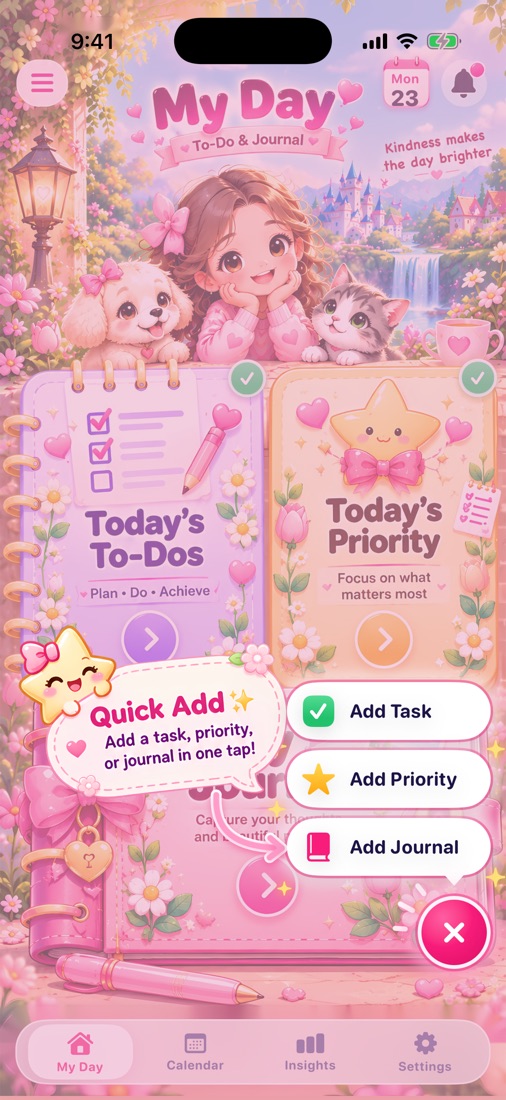 9:41
My Day
To-Do & Journal
Mon
23
Kindness makes
the day brighter
Today's
To-Dos
Plan • Do • Achieve
Today's
Priority
Focus on what
matters most
Quick Add
Add a task, priority,
or journal in one tap!
Add Task
Add Priority
Add Journal
Capture your
and
My Day
Calendar
Insights
Settings